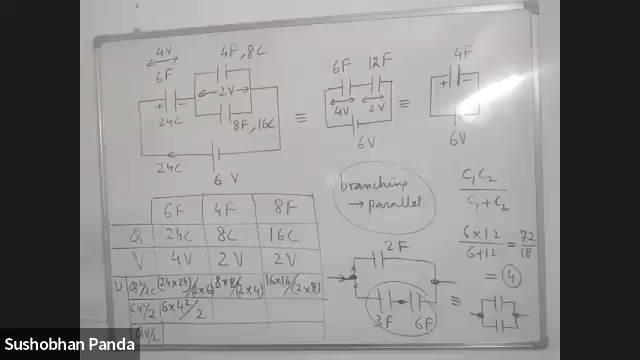 4V
6F
4F, 8C
2V
24C
8F, 16C
24C
6 V
≡
6F 12F
4V 2V
6V
≡
4F
6V
6F 4F 8F
Q 24C 8C 16C
V 4V 2V 2V
U Q²/2C (24×24)/(2×6) 8×8/(2×4) 16×16/(2×8)
CV²/2 6×4²/2
QV/2
branching
→ parallel
C₁C₂
C₁+C₂
6×12
6+12
= 72
18
= 4
2F
3F 6F
≡
Sushobhan Panda